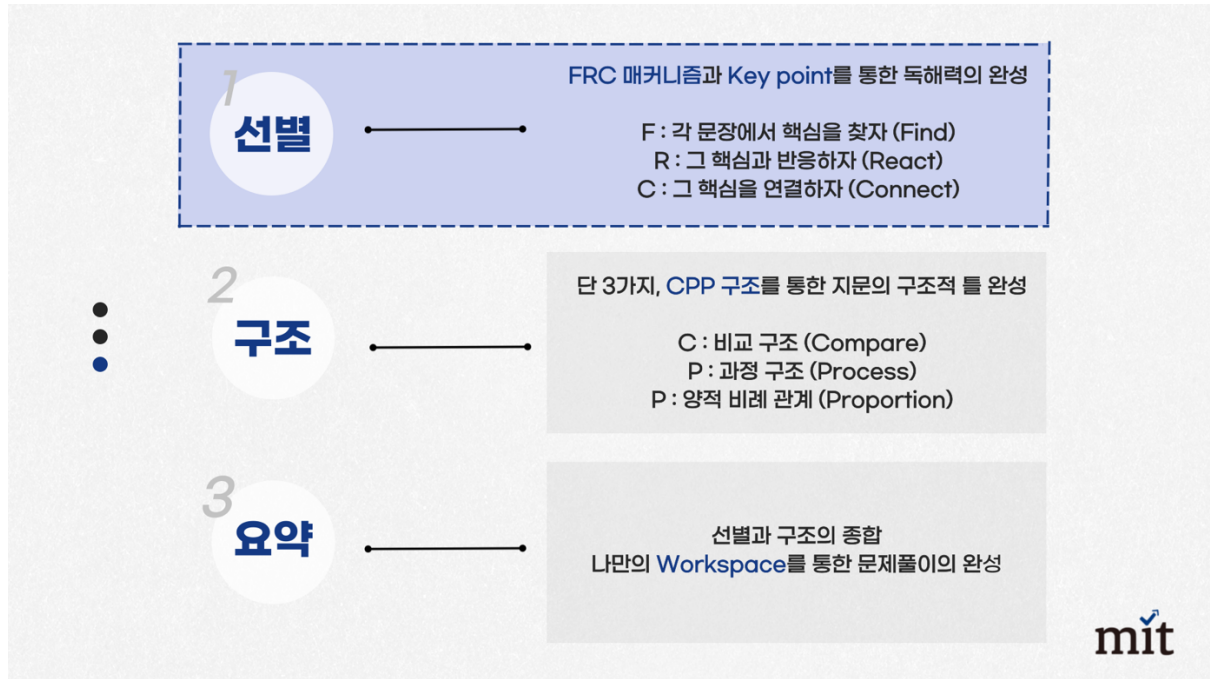 1
선별
FRC 매커니즘과 Key point를 통한 독해력의 완성
F : 각 문장에서 핵심을 찾자 (Find)
R : 그 핵심과 반응하자 (React)
C : 그 핵심을 연결하자 (Connect)
2
구조
단 3가지, CPP 구조를 통한 지문의 구조적 틀 완성
C : 비교 구조 (Compare)
P : 과정 구조 (Process)
P : 양적 비례 관계 (Proportion)
3
요약
선별과 구조의 종합
나만의 Workspace를 통한 문제풀이의 완성
mit